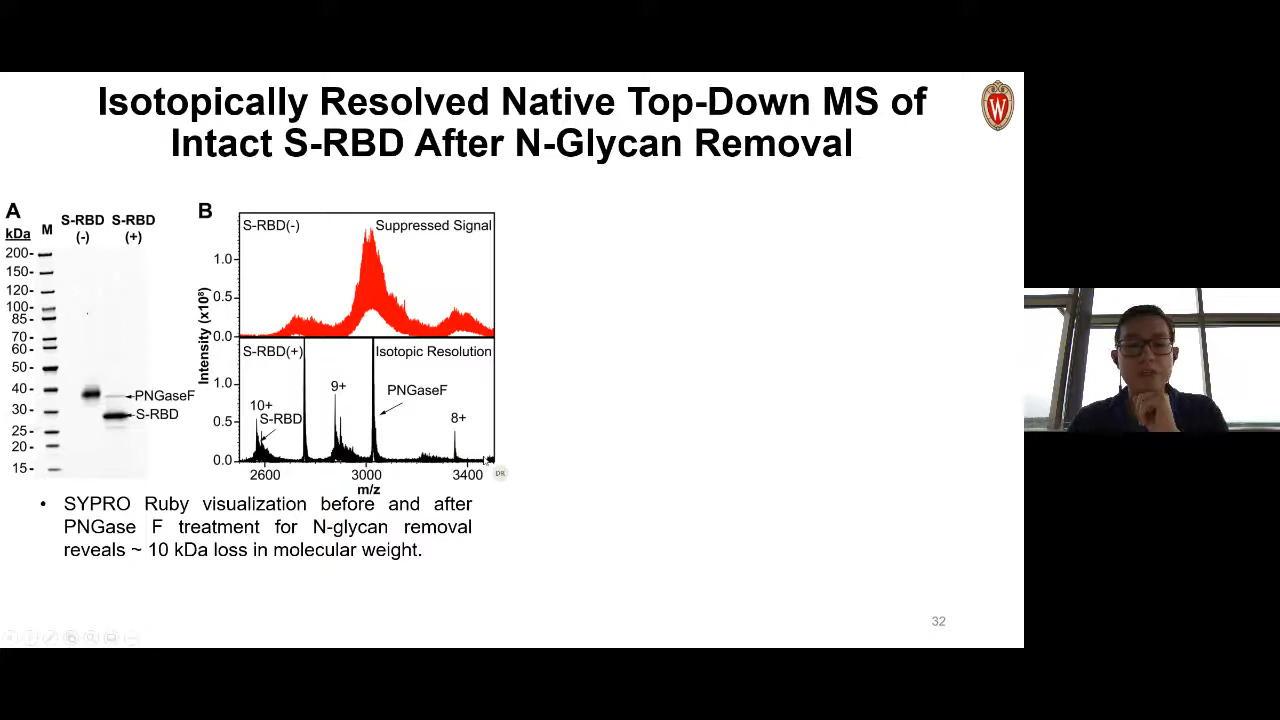 Isotopically Resolved Native Top-Down MS of
Intact S-RBD After N-Glycan Removal
W
A
kDa
M
S-RBD
(-)
S-RBD
(+)
200-
150-
120-
100-
85-
70-
60-
50-
40-
30-
25-
20-
15-
PNGaseF
S-RBD
B
S-RBD(-)
Suppressed Signal
1.0
0.5
0.0
Intensity (x10⁸)
S-RBD(+)
Isotopic Resolution
1.0
0.5
0.0
10+
S-RBD
9+
PNGaseF
8+
2600
3000
3400
m/z
DR
• SYPRO Ruby visualization before and after
PNGase F treatment for N-glycan removal
reveals ~ 10 kDa loss in molecular weight.
32